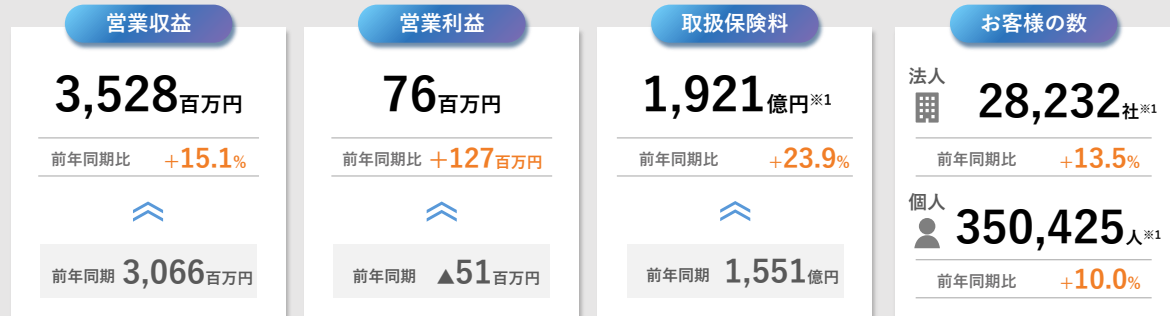 営業収益
3,528百万円
前年同期比 +15.1%
前年同期 3,066百万円
営業利益
76百万円
前年同期比 +127百万円
前年同期 ▲51百万円
取扱保険料
1,921億円※1
前年同期比 +23.9%
前年同期 1,551億円
お客様の数
法人
28,232社※1
前年同期比 +13.5%
個人
350,425人※1
前年同期比 +10.0%